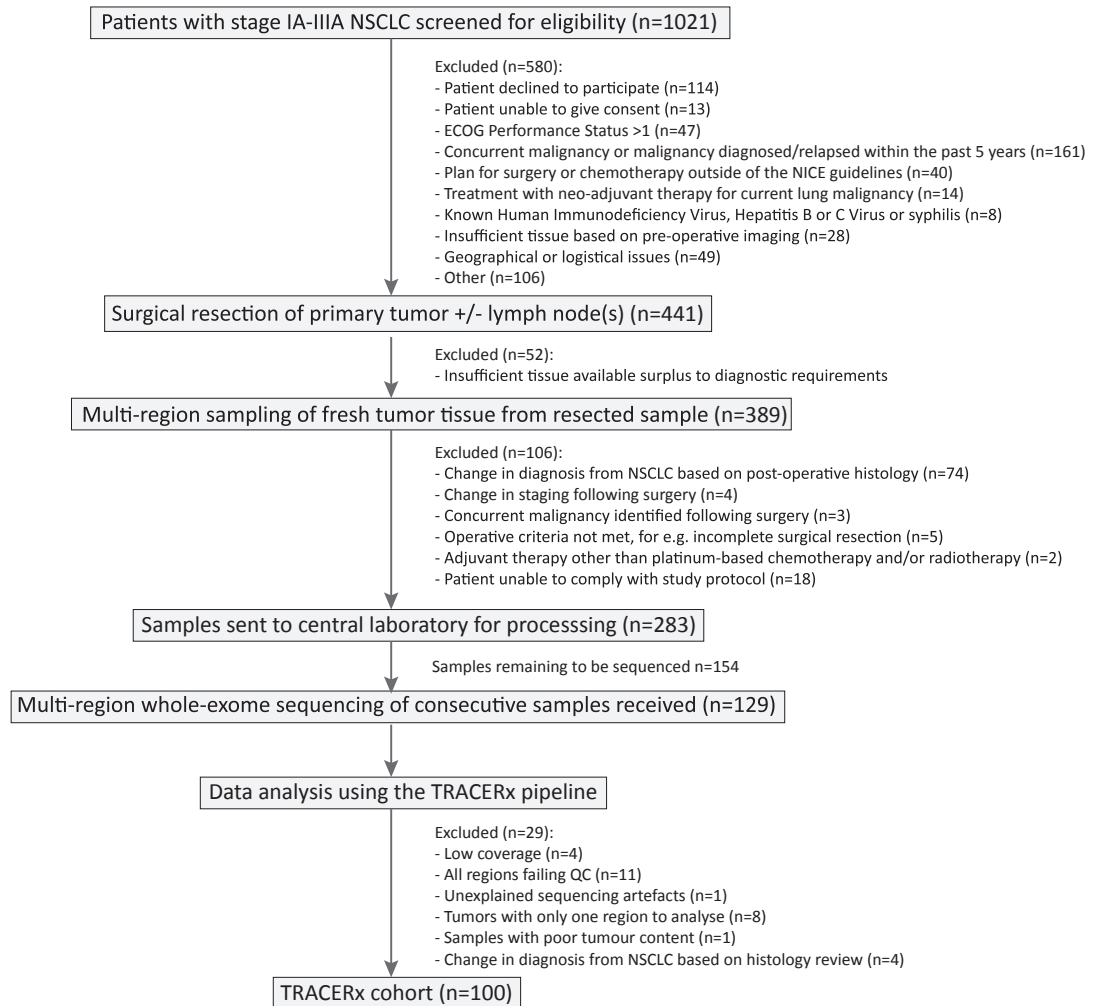 Patients with stage IA-IIIA NSCLC screened for eligibility (n=1021)
Excluded (n=580):
- Patient declined to participate (n=114)
- Patient unable to give consent (n=13)
- ECOG Performance Status >1 (n=47)
- Concurrent malignancy or malignancy diagnosed/relapsed within the past 5 years (n=161)
- Plan for surgery or chemotherapy outside of the NICE guidelines (n=40)
- Treatment with neo-adjuvant therapy for current lung malignancy (n=14)
- Known Human Immunodeficiency Virus, Hepatitis B or C Virus or syphilis (n=8)
- Insufficient tissue based on pre-operative imaging (n=28)
- Geographical or logistical issues (n=49)
- Other (n=106)
Surgical resection of primary tumor +/- lymph node(s) (n=441)
Excluded (n=52):
- Insufficient tissue available surplus to diagnostic requirements
Multi-region sampling of fresh tumor tissue from resected sample (n=389)
Excluded (n=106):
- Change in diagnosis from NSCLC based on post-operative histology (n=74)
- Change in staging following surgery (n=4)
- Concurrent malignancy identified following surgery (n=3)
- Operative criteria not met, for e.g. incomplete surgical resection (n=5)
- Adjuvant therapy other than platinum-based chemotherapy and/or radiotherapy (n=2)
- Patient unable to comply with study protocol (n=18)
Samples sent to central laboratory for processsing (n=283)
Samples remaining to be sequenced n=154
Multi-region whole-exome sequencing of consecutive samples received (n=129)
Data analysis using the TRACERx pipeline
Excluded (n=29):
- Low coverage (n=4)
- All regions failing QC (n=11)
- Unexplained sequencing artefacts (n=1)
- Tumors with only one region to analyse (n=8)
- Samples with poor tumour content (n=1)
- Change in diagnosis from NSCLC based on histology review (n=4)
TRACERx cohort (n=100)